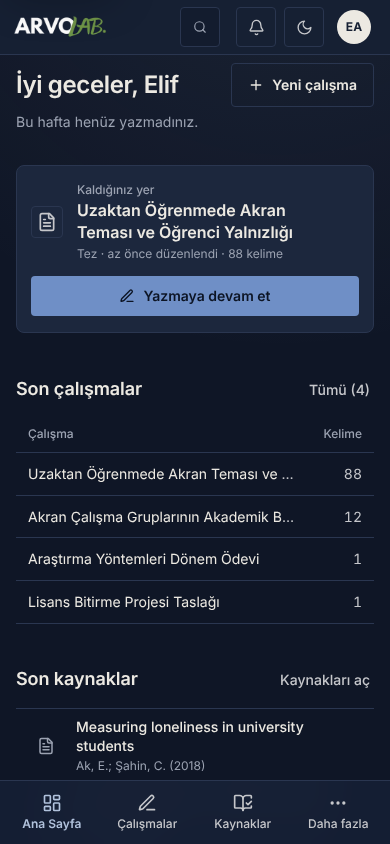 ARVOLAB.
EA
İyi geceler, Elif
Yeni çalışma
Bu hafta henüz yazmadınız.
Kaldığınız yer
Uzaktan Öğrenmede Akran
Teması ve Öğrenci Yalnızlığı
Tez · az önce düzenlendi · 88 kelime
Yazmaya devam et
Son çalışmalar
Tümü (4)
Çalışma
Kelime
Uzaktan Öğrenmede Akran Teması ve ...
88
Akran Çalışma Gruplarının Akademik B...
12
Araştırma Yöntemleri Dönem Ödevi
1
Lisans Bitirme Projesi Taslağı
1
Son kaynaklar
Kaynakları aç
Measuring loneliness in university
students
Ak, E.; Şahin, C. (2018)
Ana Sayfa
Çalışmalar
Kaynaklar
Daha fazla